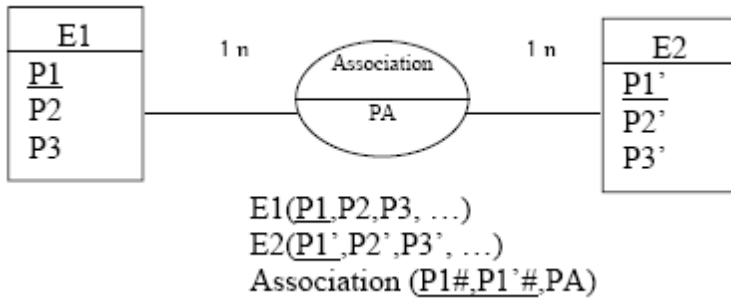 E1
P1
P2
P3
1 n
Association
PA
1 n
E2
P1’
P2’
P3’
E1(P1,P2,P3, …)
E2(P1’,P2’,P3’, …)
Association (P1#,P1’#,PA)